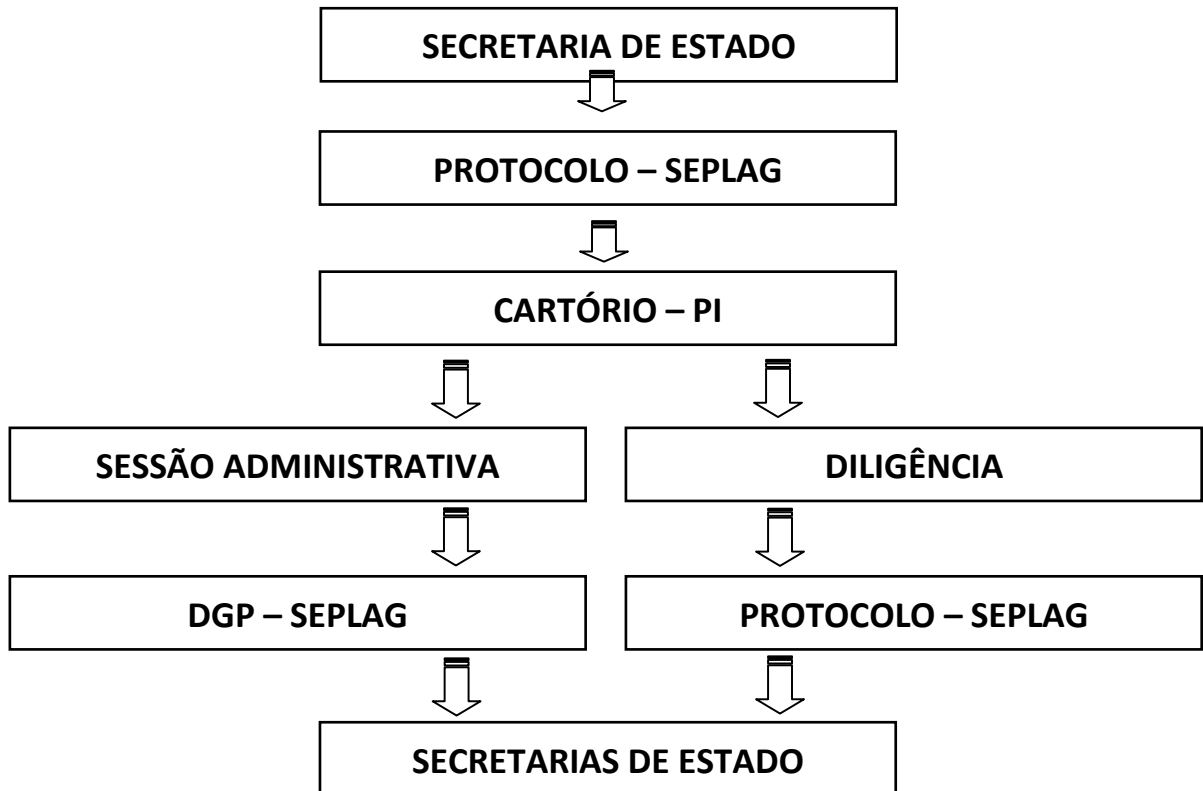 SECRETARIA DE ESTADO
PROTOCOLO – SEPLAG
CARTÓRIO – PI
SESSÃO ADMINISTRATIVA
DILIGÊNCIA
DGP – SEPLAG
PROTOCOLO – SEPLAG
SECRETARIAS DE ESTADO